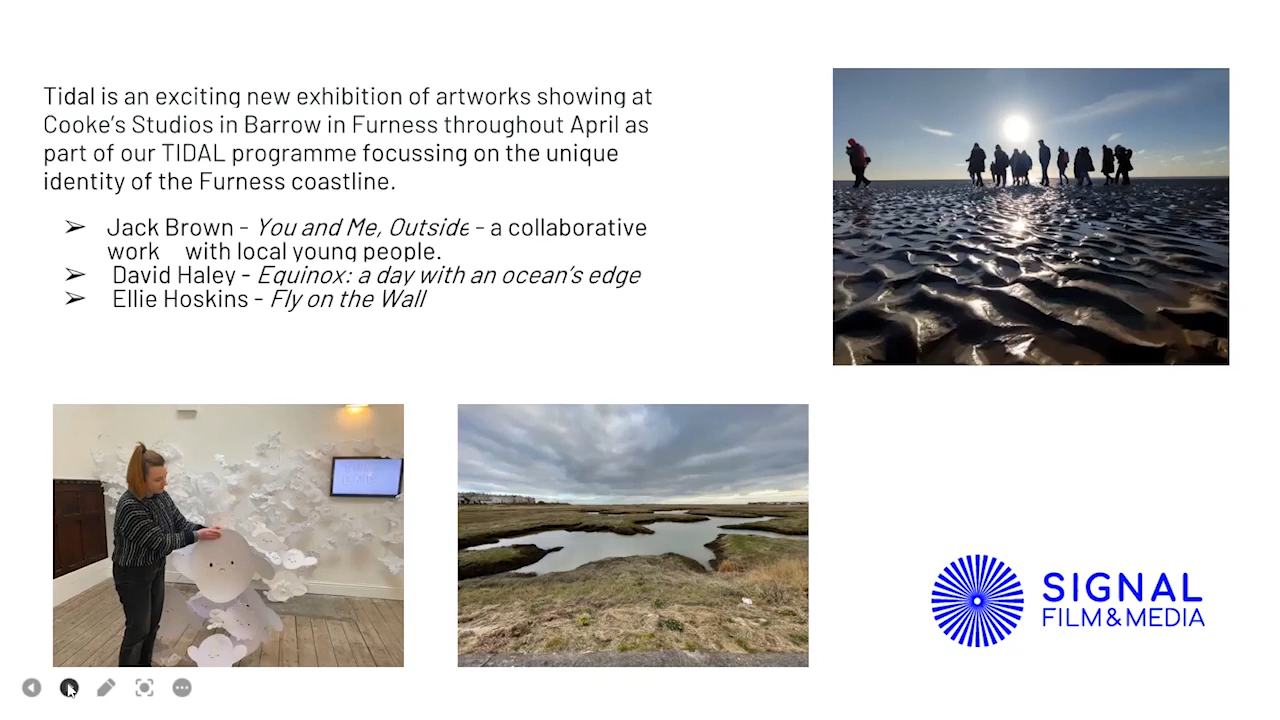 Tidal is an exciting new exhibition of artworks showing at
Cooke's Studios in Barrow in Furness throughout April as
part of our TIDAL programme focussing on the unique
identity of the Furness coastline.
➢ Jack Brown - You and Me, Outside - a collaborative
work with local young people.
➢ David Haley - Equinox: a day with an ocean's edge
➢ Ellie Hoskins - Fly on the Wall
SIGNAL
FILM & MEDIA